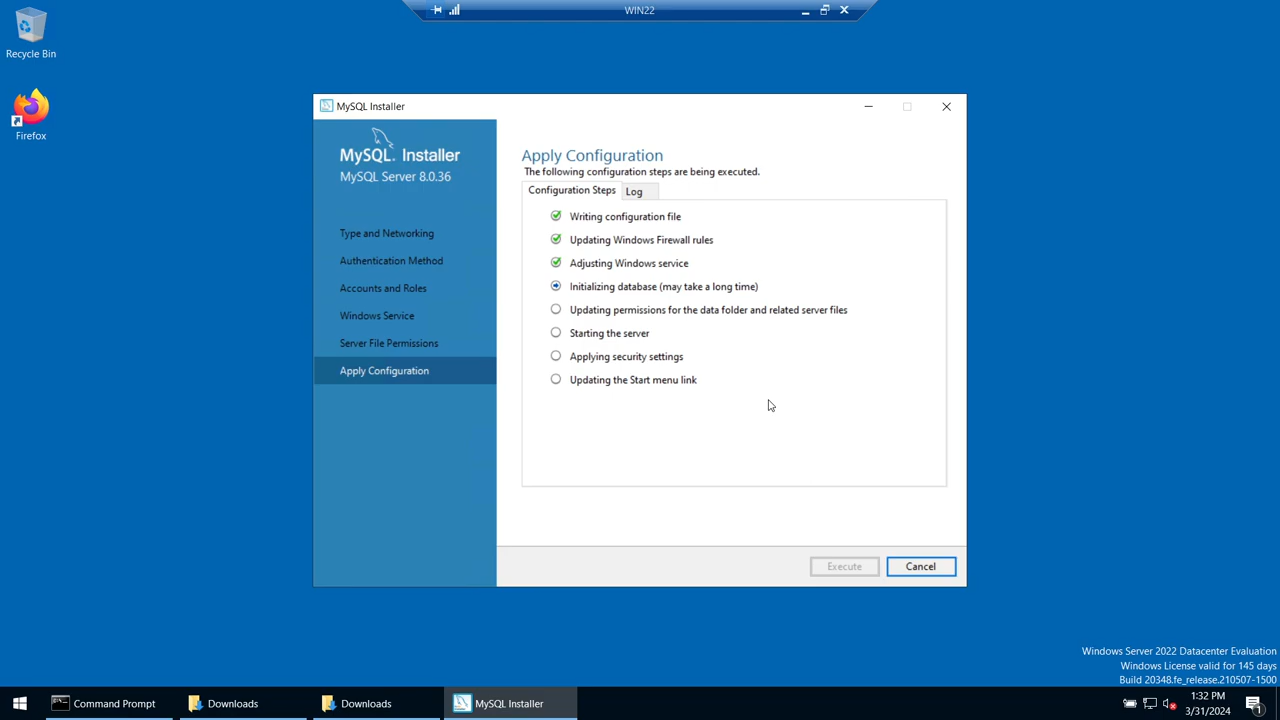 WIN22
Recycle Bin
Firefox
MySQL Installer
MySQL. Installer
MySQL Server 8.0.36
Type and Networking
Authentication Method
Accounts and Roles
Windows Service
Server File Permissions
Apply Configuration
Apply Configuration
The following configuration steps are being executed.
Configuration Steps
Log
Writing configuration file
Updating Windows Firewall rules
Adjusting Windows service
Initializing database (may take a long time)
Updating permissions for the data folder and related server files
Starting the server
Applying security settings
Updating the Start menu link
Execute
Cancel
Windows Server 2022 Datacenter Evaluation
Windows License valid for 145 days
Build 20348.fe_release.210507-1500
Command Prompt
Downloads
Downloads
MySQL Installer
1:32 PM
3/31/2024
1